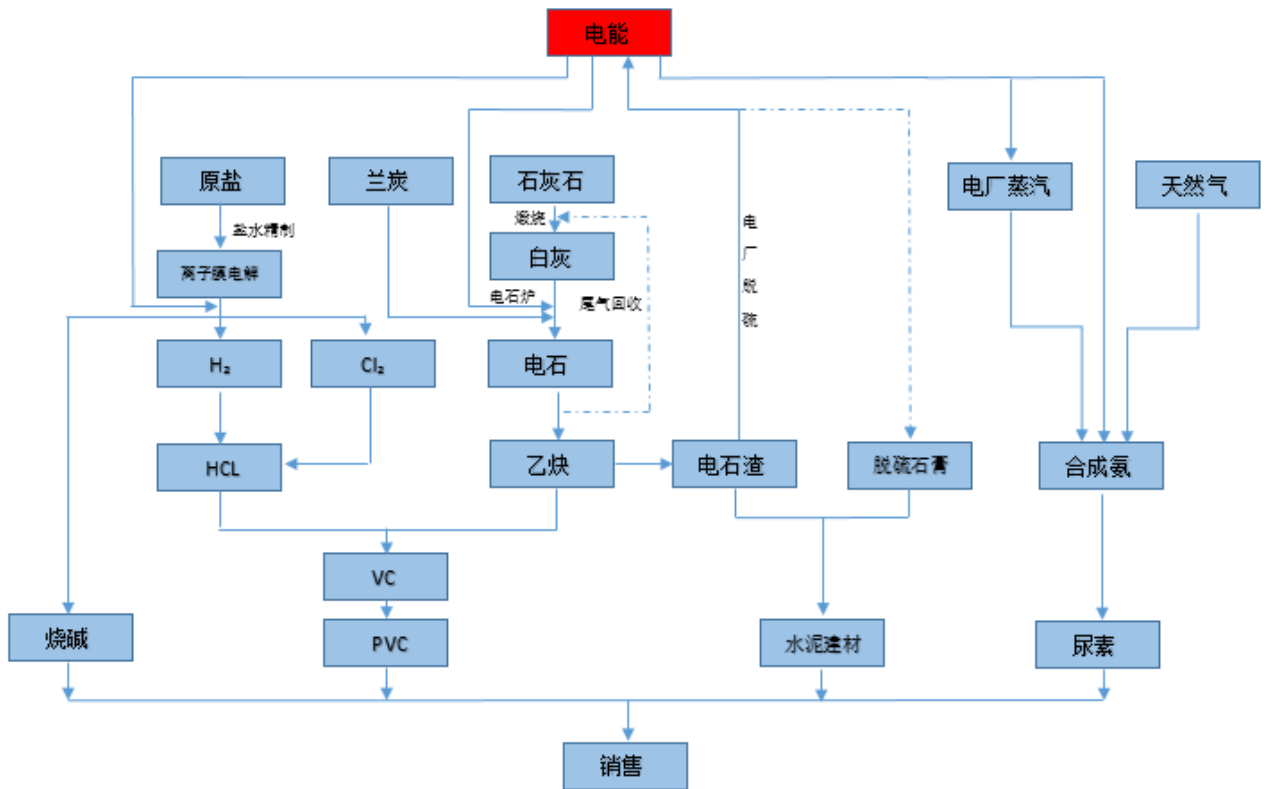 电能
原盐
兰炭
石灰石
电厂蒸汽
天然气
盐水精制
煅烧
电厂脱硫
离子膜电解
白灰
电石炉
尾气回收
H₂
Cl₂
电石
HCL
乙炔
电石渣
脱硫石膏
合成氨
VC
烧碱
PVC
水泥建材
尿素
销售